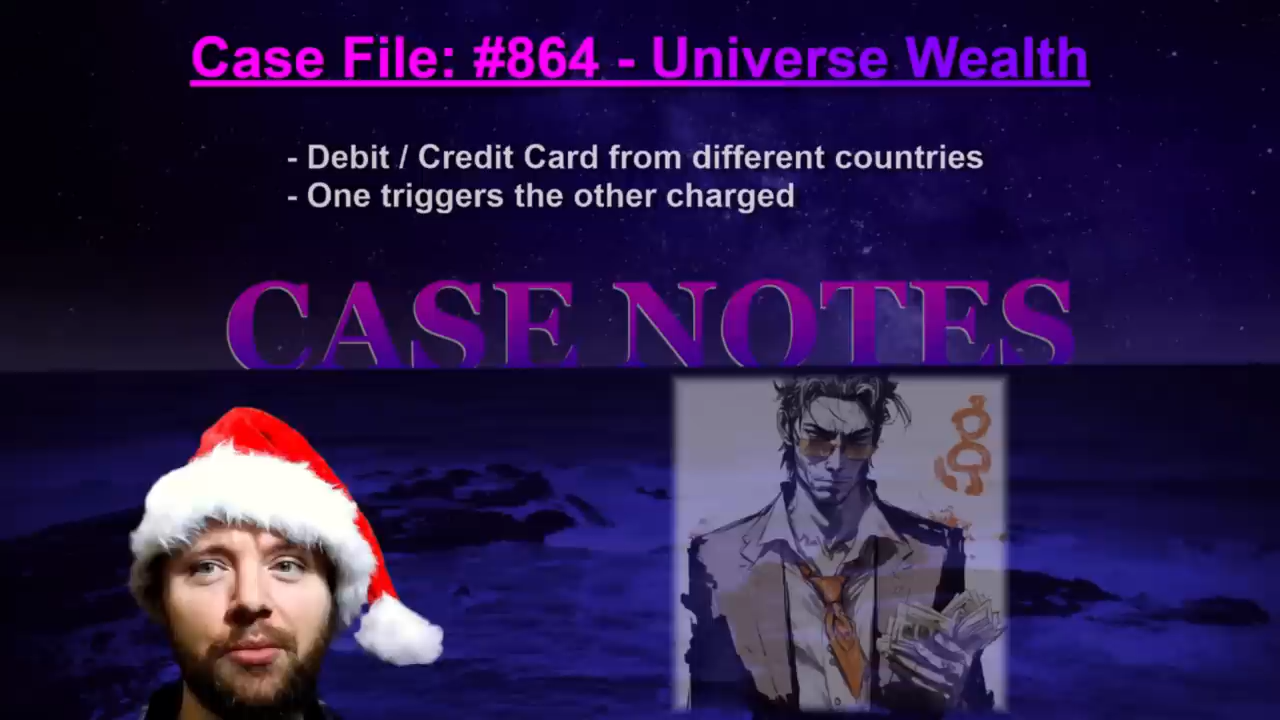 Case File: #864 - Universe Wealth
- Debit / Credit Card from different countries
- One triggers the other charged
CASE NOTES